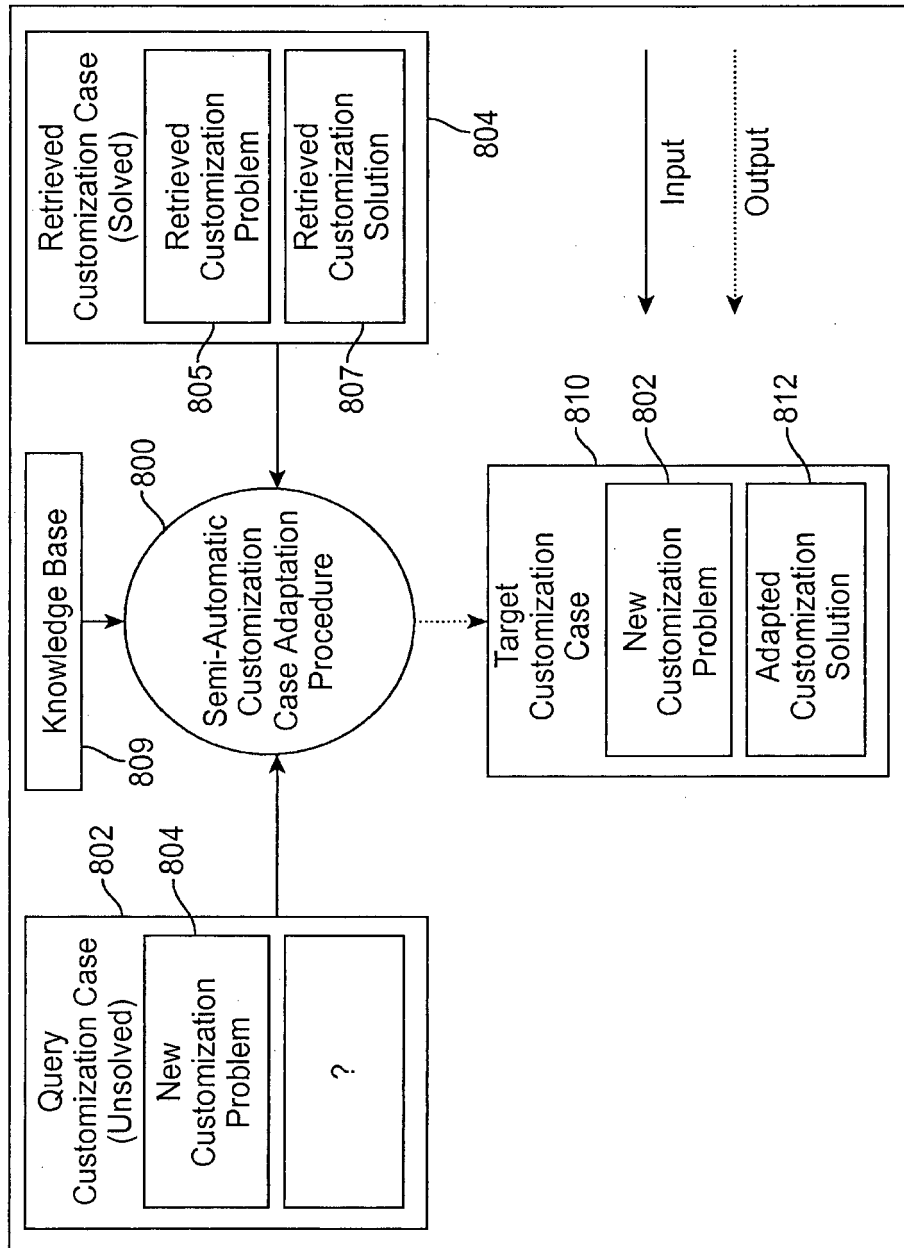 Query
Customization Case
(Unsolved)
802
New
Customization
Problem
804
?
Knowledge Base
809
Semi-Automatic
Customization
Case Adaptation
Procedure
800
Retrieved
Customization Case
(Solved)
Retrieved
Customization
Problem
805
Retrieved
Customization
Solution
807
804
Target
Customization
Case
810
New
Customization
Problem
802
Adapted
Customization
Solution
812
Input
Output